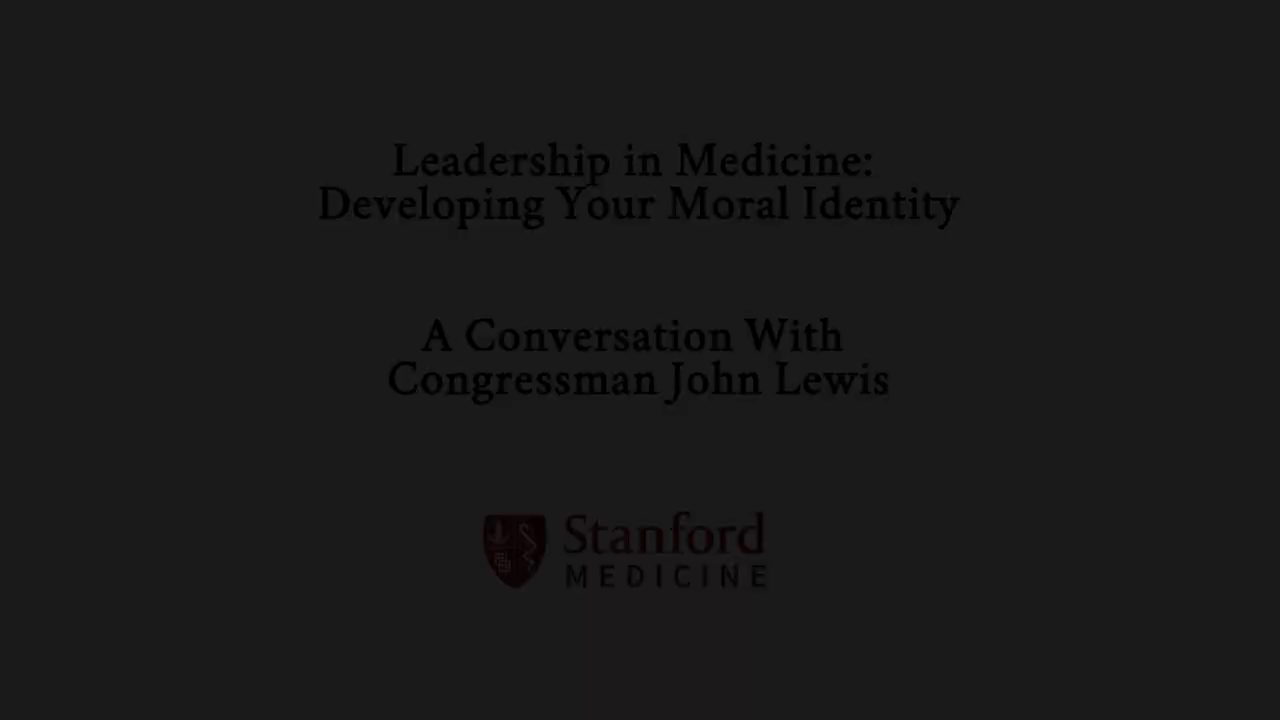 Leadership in Medicine:
Developing Your Moral Identity
A Conversation With
Congressman John Lewis
Stanford
MEDICINE